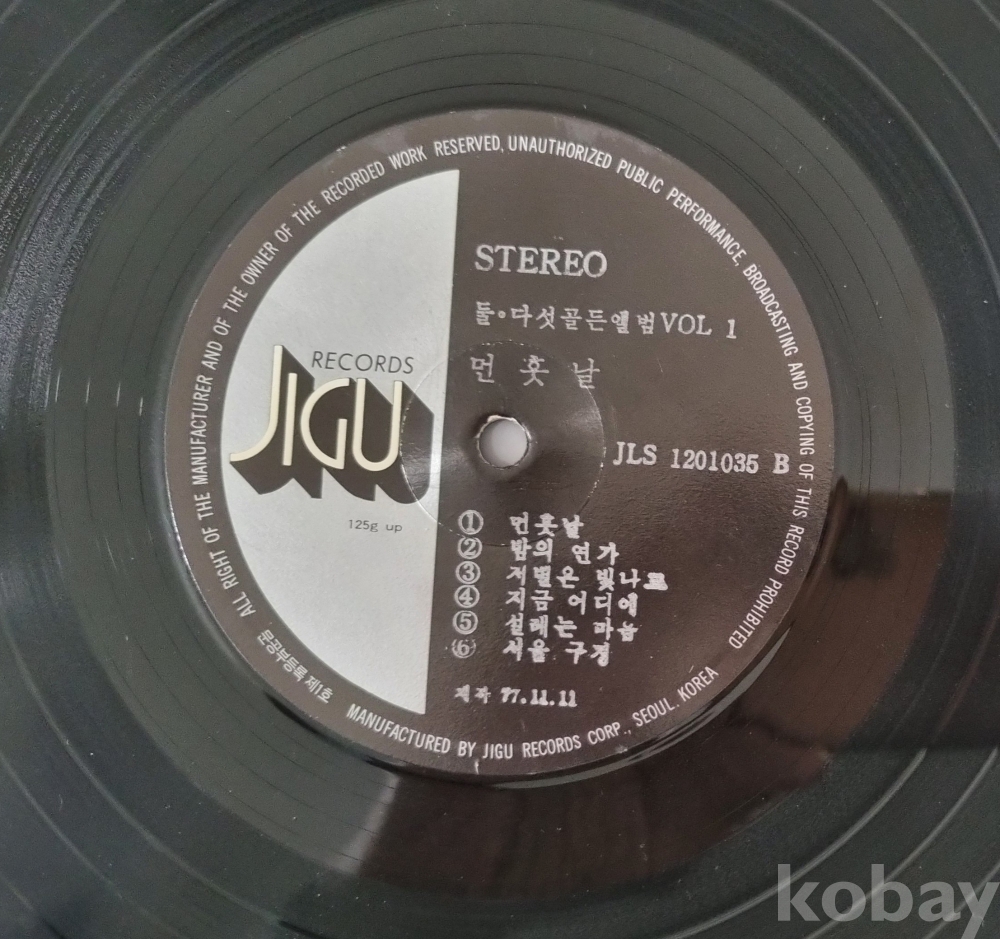 ALL RIGHT OF THE MANUFACTURER AND OF THE OWNER OF THE RECORDED WORK RESERVED, UNAUTHORIZED PUBLIC PERFORMANCE, BROADCASTING AND COPYING OF THIS RECORD PROHIBITED
STEREO
둘•다섯골든앨범VOL 1
먼 훗 날
RECORDS
JIGU
JLS 1201035 B
125g up
① 먼훗날
② 밤의 연가
③ 저별은 빛나고
④ 지금 어디에
⑤ 설레는 마음
⑥ 서울 구경
제작 77.11.11
문공부등록 제1호
MANUFACTURED BY JIGU RECORDS CORP., SEOUL. KOREA
kobay